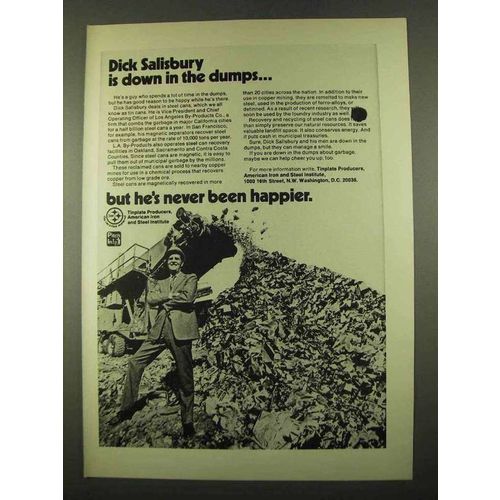 Dick Salisbury
is down in the dumps...
He's a guy who spends a lot of time in the dumps,
but he has good reason to be happy while he's there.
Dick Salisbury deals in steel cans, which we all
know as tin cans. He is Vice President and Chief
Operating Officer of Los Angeles By-Products Co., a
firm that combs the garbage in major California cities
for a half billion steel cans a year. In San Francisco,
for example, his magnetic separators recover steel
cans from garbage at the rate of 10,000 tons per year.
L.A. By-Products also operates steel can recovery
facilities in Oakland, Sacramento and Contra Costa
Counties. Since steel cans are magnetic, it is easy to
pull them out of municipal garbage by the millions.
These reclaimed cans are sold to nearby copper
mines for use in a chemical process that recovers
copper from low grade ore.
Steel cans are magnetically recovered in more
than 20 cities across the nation. In addition to their
use in copper mining, they are remelted to make new
steel, used in the production of ferro-alloys, or
detinned. As a result of recent research, they may
soon be used by the foundry industry as well.
Recovery and recycling of steel cans does more
than simply preserve our natural resources. It saves
valuable landfill space. It also conserves energy. And
it puts cash in municipal treasuries.
Sure, Dick Salisbury and his men are down in the
dumps, but they can manage a smile.
If you are down in the dumps about garbage,
maybe we can help cheer you up, too.
For more information write, Tinplate Producers,
American Iron and Steel Institute,
1000 16th Street, N.W. Washington, D.C. 20036.
but he's never been happier.
Tinplate Producers,
American Iron
and Steel Institute